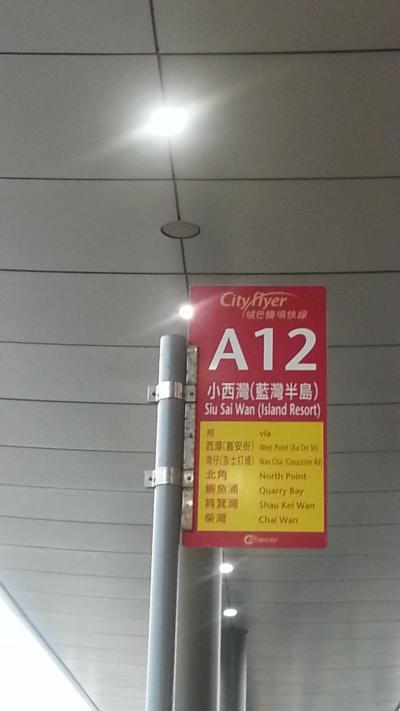 Cityflyer
城巴機場快線
A12
小西灣(藍灣半島)
Siu Sai Wan (Island Resort)
經 via
西環(嘉安街) West Point (Ka On St)
灣仔(告士打道) Wan Chai (Gloucester Rd)
北角 North Point
鰂魚涌 Quarry Bay
筲箕灣 Shau Kei Wan
柴灣 Chai Wan